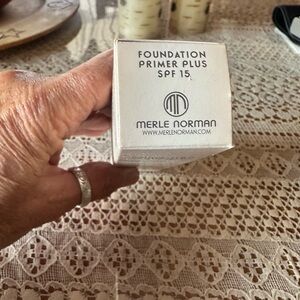 FOUNDATION
PRIMER PLUS
SPF 15
MERLE NORMAN
WWW.MERLENORMAN.COM